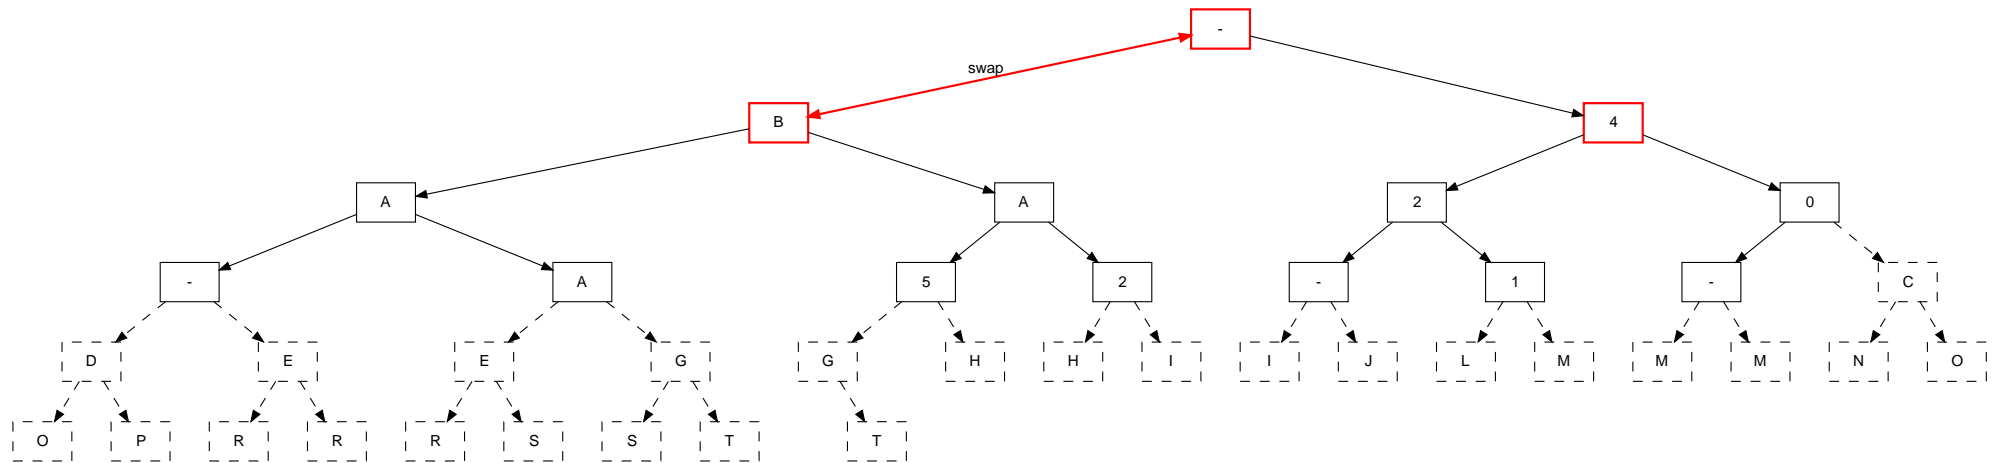 -
swap
B 4
A A 2 0
- A 5 2 - 1 - C
D E E G G H H I I J L M M M N O
O P R R R S S T T